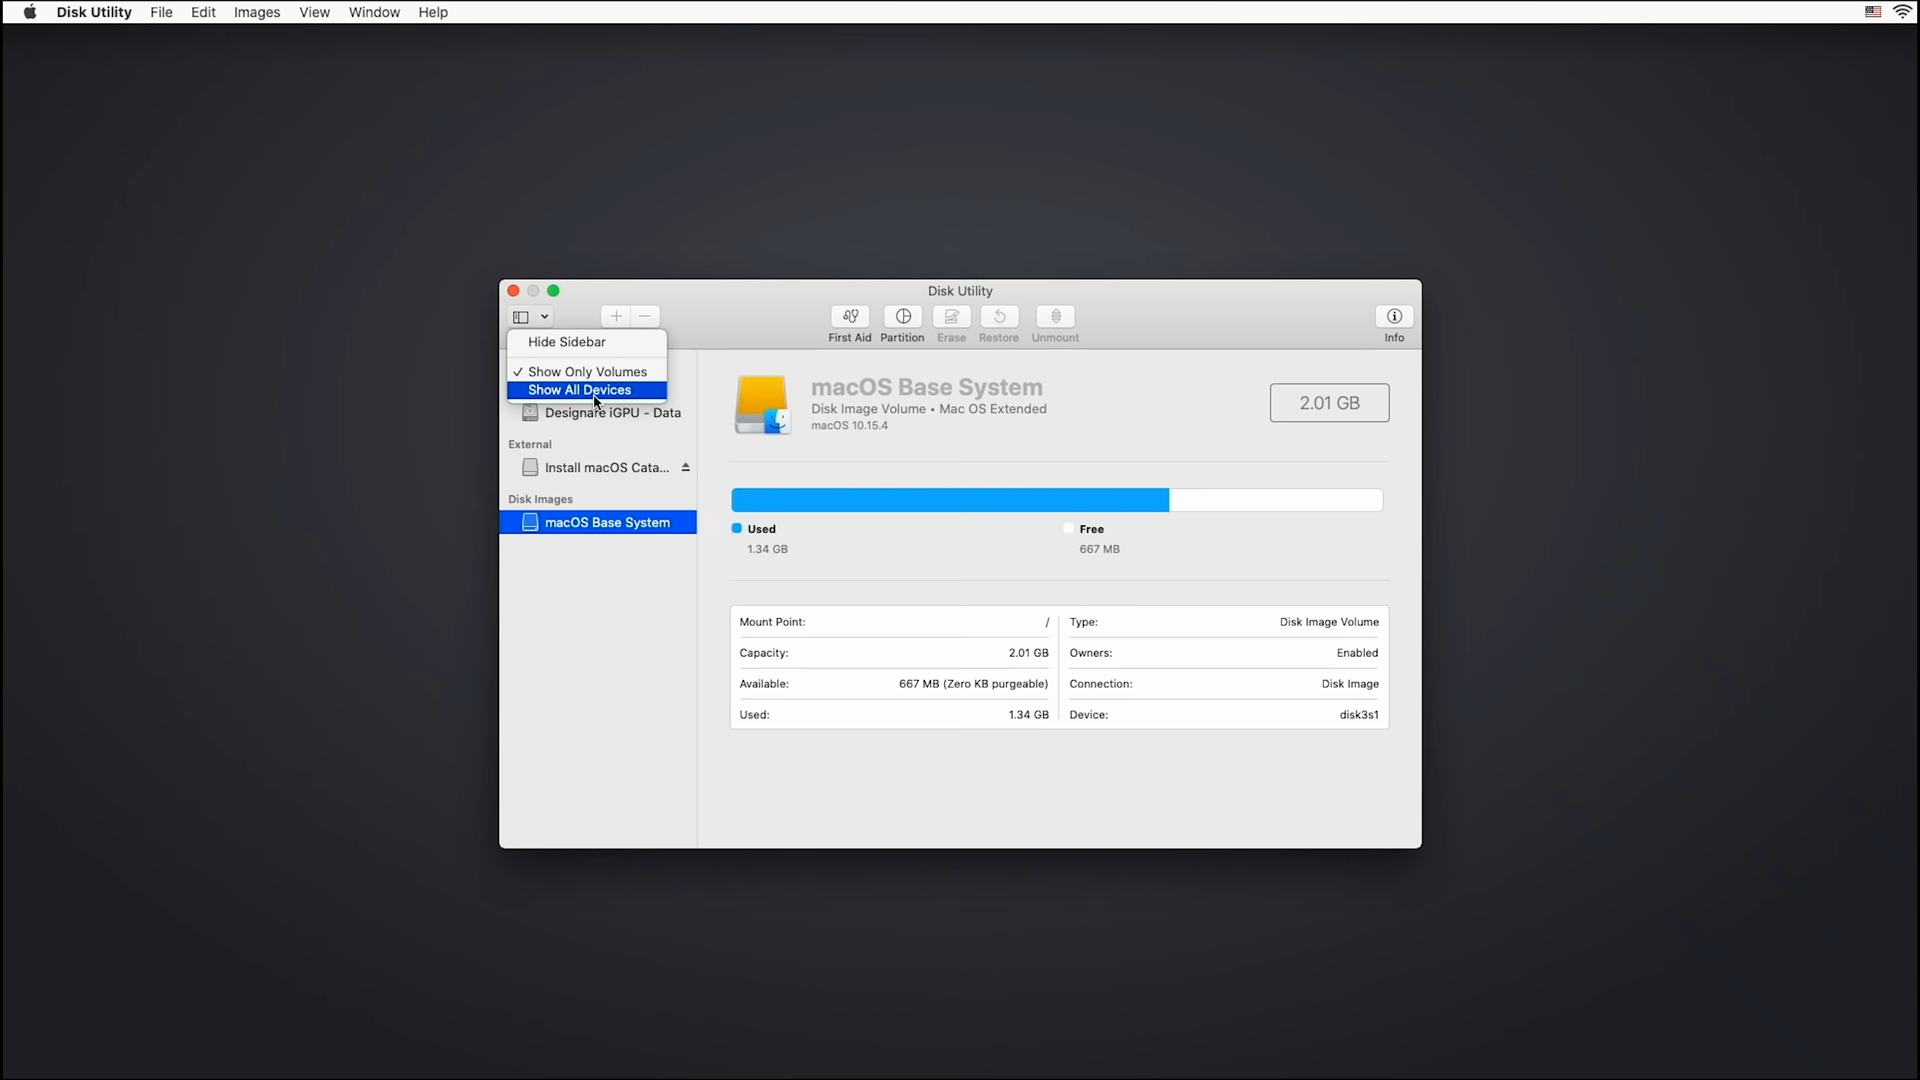 Disk Utility File Edit Images View Window Help
Disk Utility
First Aid Partition Erase Restore Unmount Info
Hide Sidebar
✓ Show Only Volumes
Show All Devices
Designare iGPU - Data
External
Install macOS Cata...
Disk Images
macOS Base System
macOS Base System
Disk Image Volume • Mac OS Extended
macOS 10.15.4
2.01 GB
Used
1.34 GB
Free
667 MB
Mount Point: /
Capacity: 2.01 GB
Available: 667 MB (Zero KB purgeable)
Used: 1.34 GB
Type: Disk Image Volume
Owners: Enabled
Connection: Disk Image
Device: disk3s1